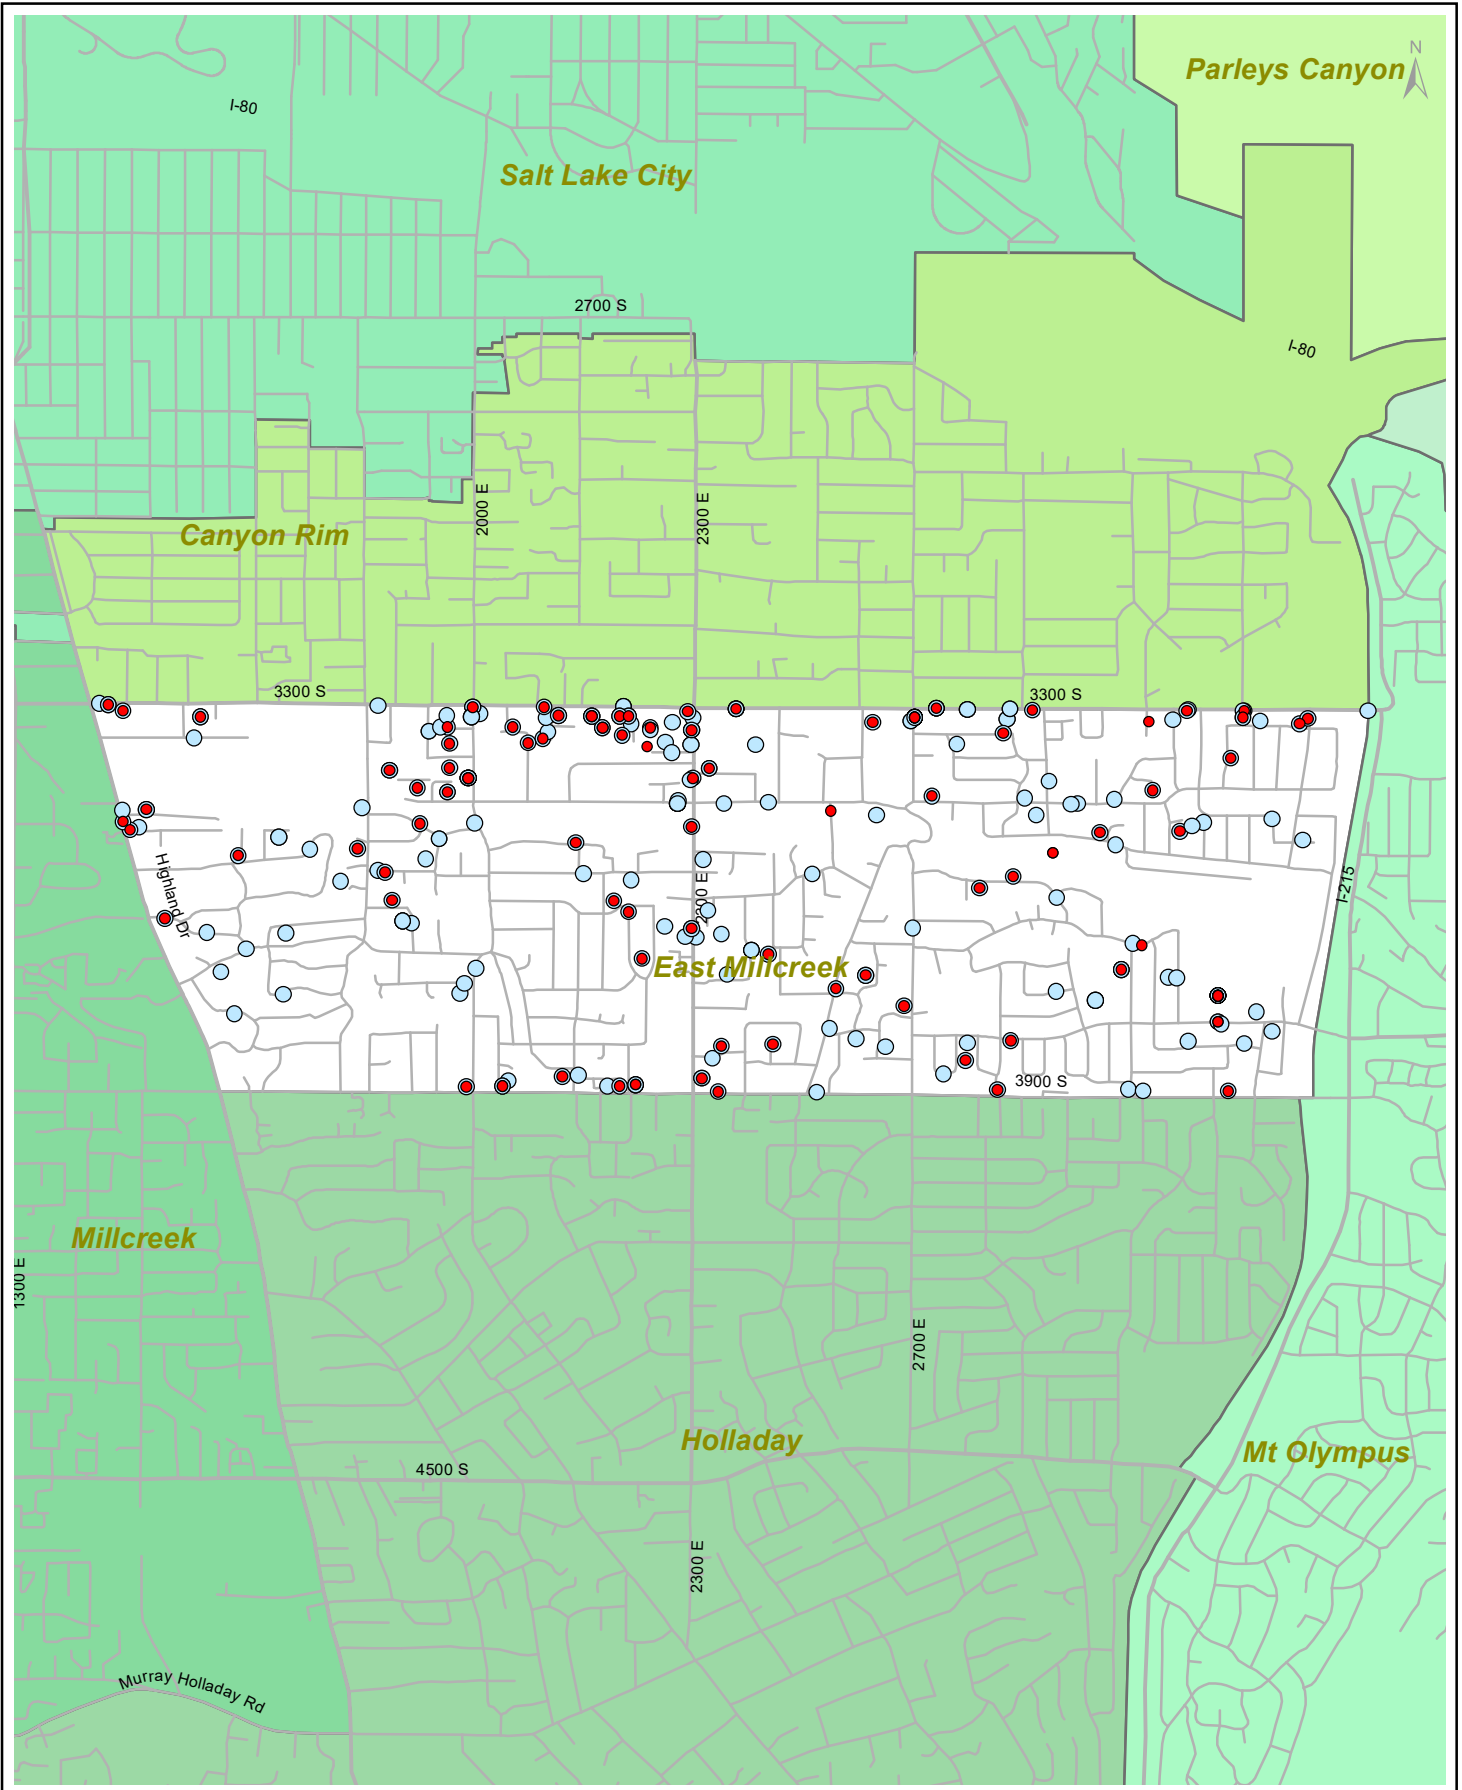 N
Parleys Canyon
I-80
Salt Lake City
2700 S
I-80
2000 E
2300 E
Canyon Rim
3300 S
3300 S
Highland Dr
2300 E
I-215
East Millcreek
3900 S
Millcreek
1300 E
2700 E
Holladay
Mt Olympus
4500 S
2300 E
Murray Holladay Rd